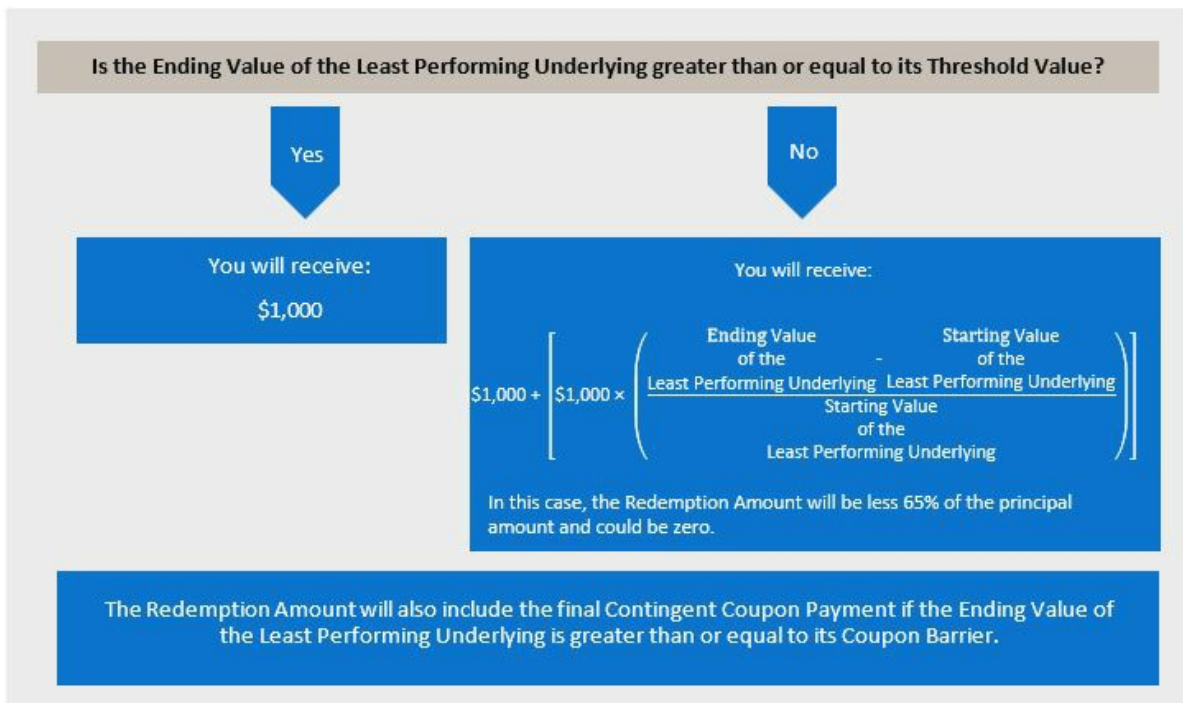 Is the Ending Value of the Least Performing Underlying greater than or equal to its Threshold Value?
Yes
No
You will receive:
$1,000
You will receive:
Ending Value Starting Value
of the - of the
Least Performing Underlying Least Performing Underlying
$1,000 + $1,000 ×
Starting Value
of the
Least Performing Underlying
In this case, the Redemption Amount will be less 65% of the principal
amount and could be zero.
The Redemption Amount will also include the final Contingent Coupon Payment if the Ending Value of
the Least Performing Underlying is greater than or equal to its Coupon Barrier.